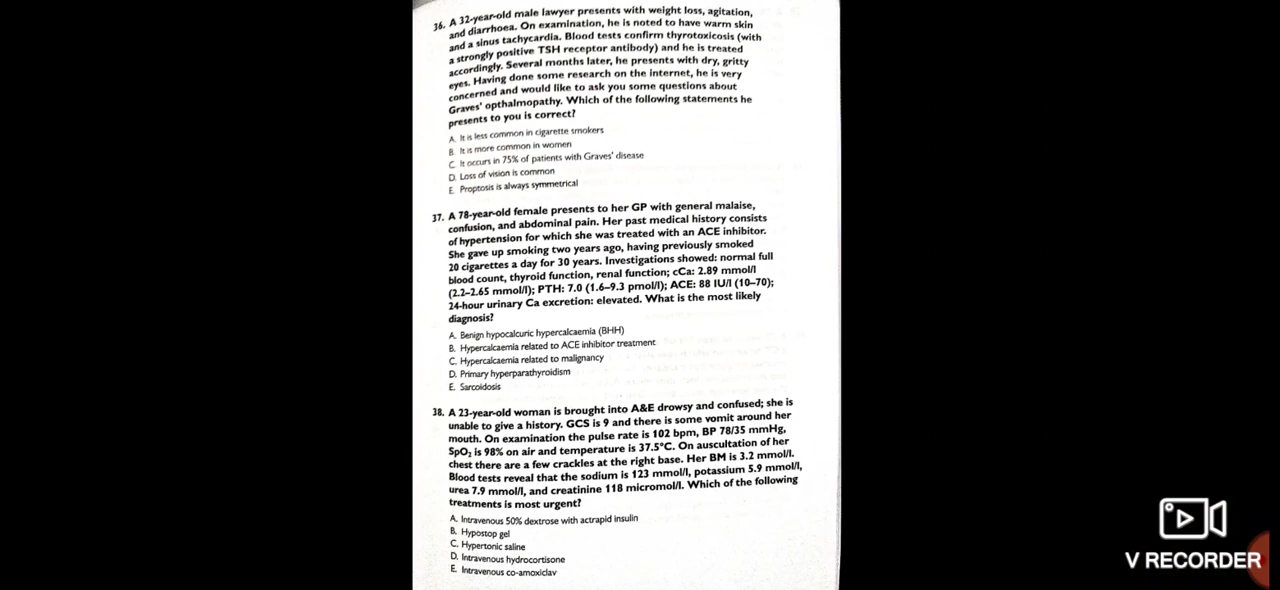 36. A 32-year-old male lawyer presents with weight loss, agitation,
and diarrhoea. On examination, he is noted to have warm skin
and a sinus tachycardia. Blood tests confirm thyrotoxicosis (with
a strongly positive TSH receptor antibody) and he is treated
accordingly. Several months later, he presents with dry, gritty
eyes. Having done some research on the internet, he is very
concerned and would like to ask you some questions about
Graves' opthalmopathy. Which of the following statements he
presents to you is correct?
A. It is less common in cigarette smokers
B. It is more common in women
C. It occurs in 75% of patients with Graves' disease
D. Loss of vision is common
E. Proptosis is always symmetrical
37. A 78-year-old female presents to her GP with general malaise,
confusion, and abdominal pain. Her past medical history consists
of hypertension for which she was treated with an ACE inhibitor.
She gave up smoking two years ago, having previously smoked
20 cigarettes a day for 30 years. Investigations showed: normal full
blood count, thyroid function, renal function; cCa: 2.89 mmol/l
(2.2–2.65 mmol/l); PTH: 7.0 (1.6–9.3 pmol/l); ACE: 88 IU/l (10–70);
24-hour urinary Ca excretion: elevated. What is the most likely
diagnosis?
A. Benign hypocalcuric hypercalcaemia (BHH)
B. Hypercalcaemia related to ACE inhibitor treatment
C. Hypercalcaemia related to malignancy
D. Primary hyperparathyroidism
E. Sarcoidosis
38. A 23-year-old woman is brought into A&E drowsy and confused; she is
unable to give a history. GCS is 9 and there is some vomit around her
mouth. On examination the pulse rate is 102 bpm, BP 78/35 mmHg,
SpO₂ is 98% on air and temperature is 37.5°C. On auscultation of her
chest there are a few crackles at the right base. Her BM is 3.2 mmol/l.
Blood tests reveal that the sodium is 123 mmol/l, potassium 5.9 mmol/l,
urea 7.9 mmol/l, and creatinine 118 micromol/l. Which of the following
treatments is most urgent?
A. Intravenous 50% dextrose with actrapid insulin
B. Hypostop gel
C. Hypertonic saline
D. Intravenous hydrocortisone
E. Intravenous co-amoxiclav
V RECORDER